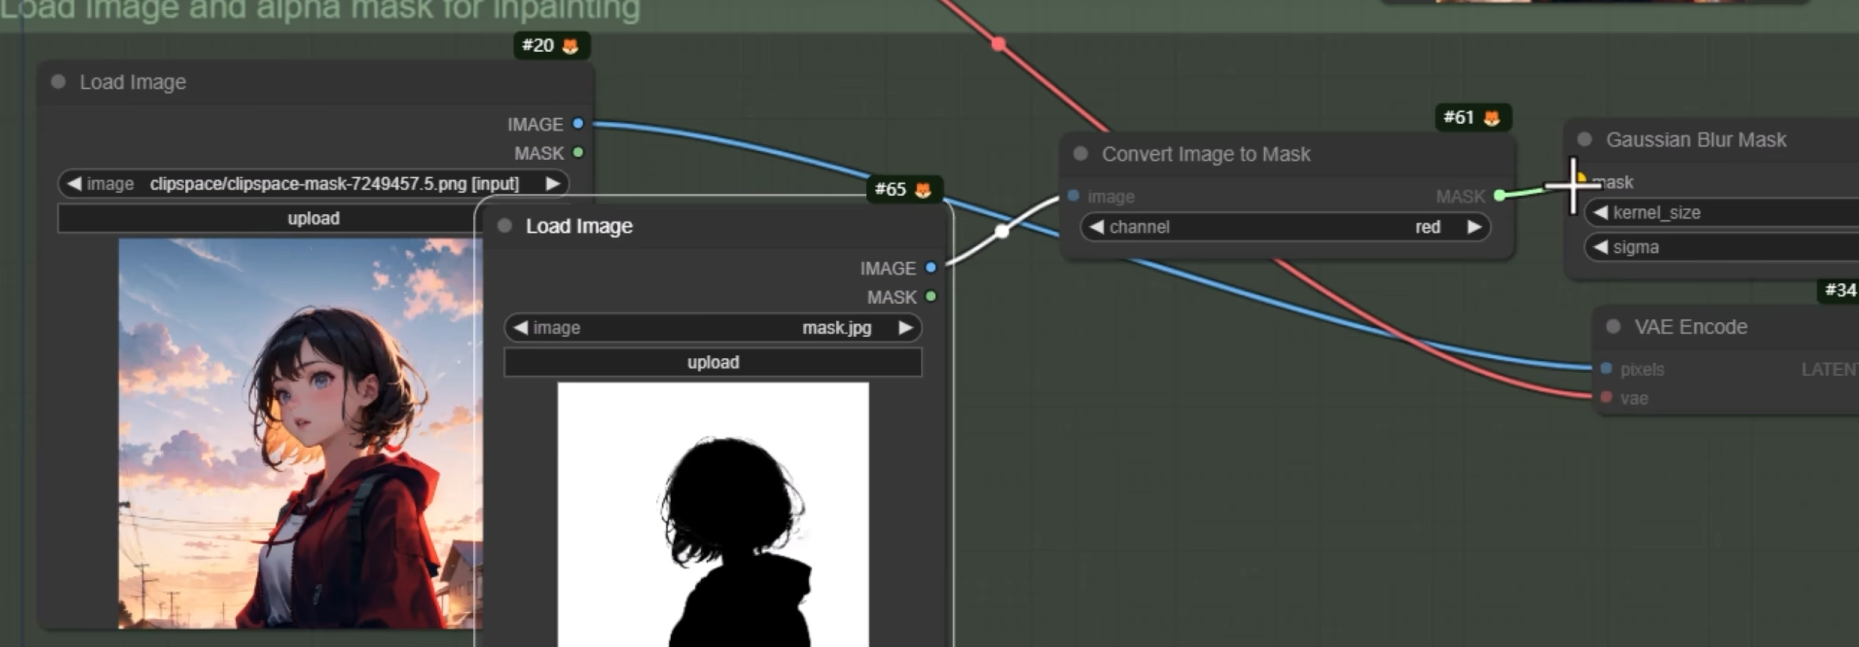 Load image and alpha mask for inpainting
#20
Load Image
IMAGE
MASK
image clipspace/clipspace-mask-7249457.5.png [input]
upload
#65
Load Image
IMAGE
MASK
image mask.jpg
upload
#61
Convert Image to Mask
image MASK
channel red
Gaussian Blur Mask
mask
kernel_size
sigma
#34
VAE Encode
pixels LATENT
vae